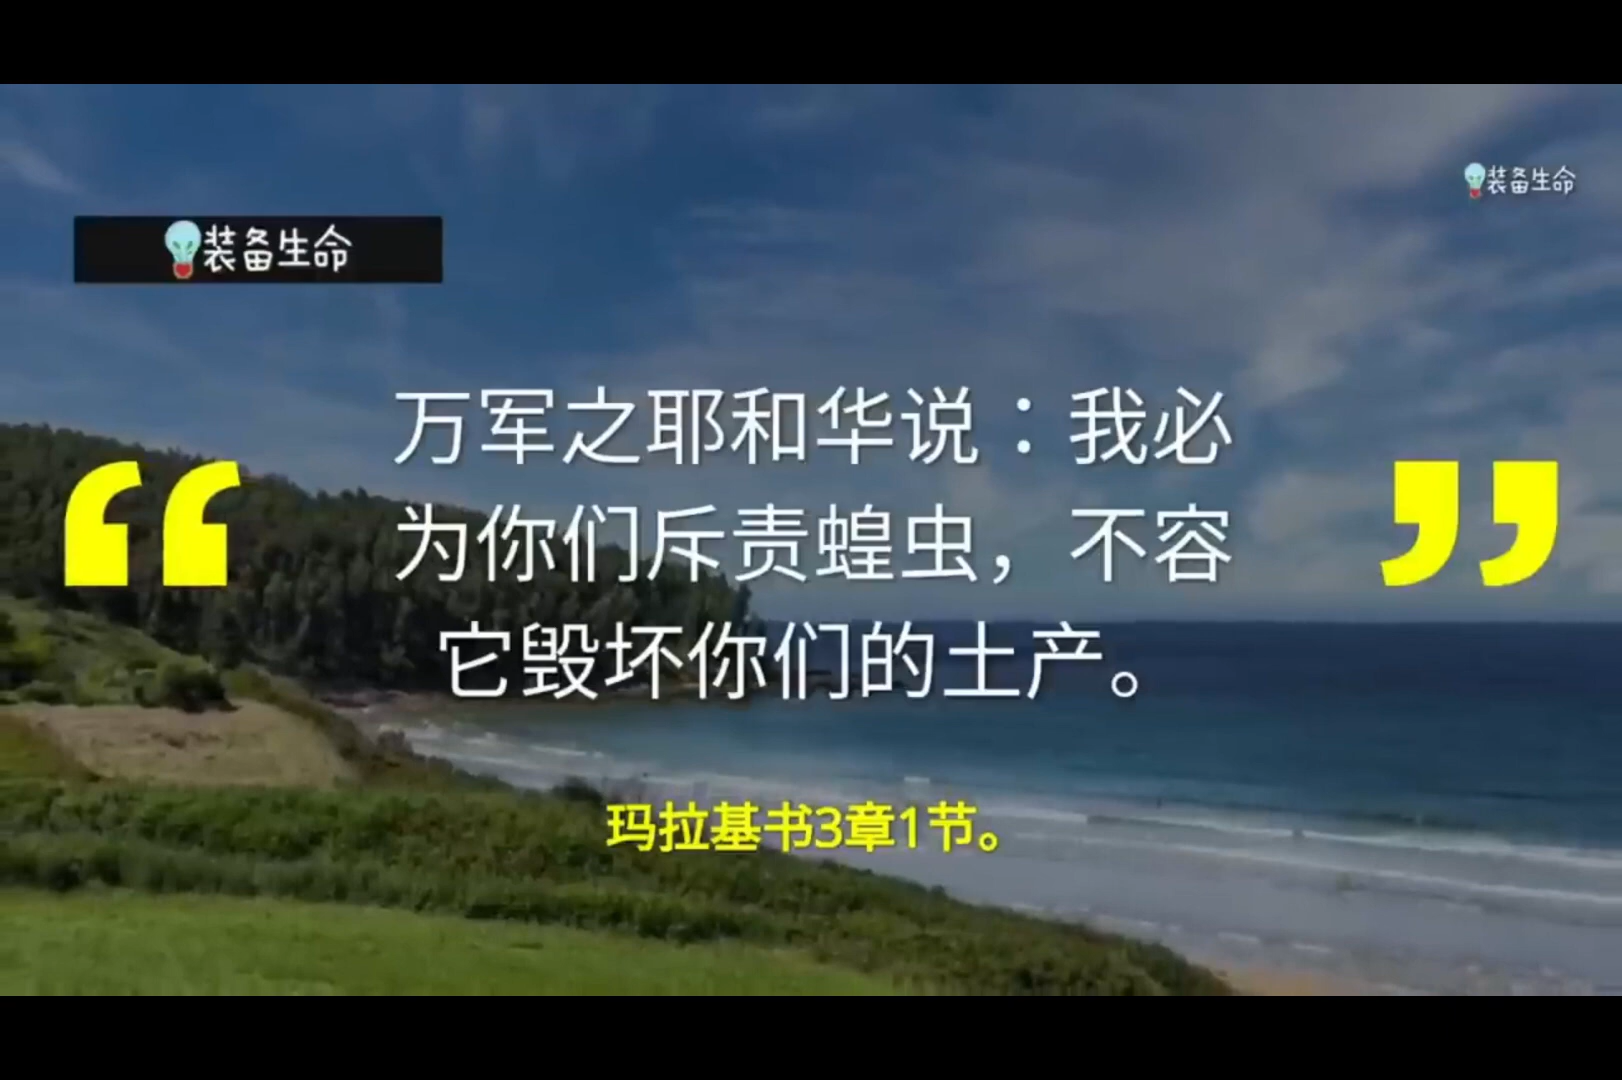 装备生命
装备生命
万军之耶和华说：我必
为你们斥责蝗虫，不容
它毁坏你们的土产。
玛拉基书3章1节。